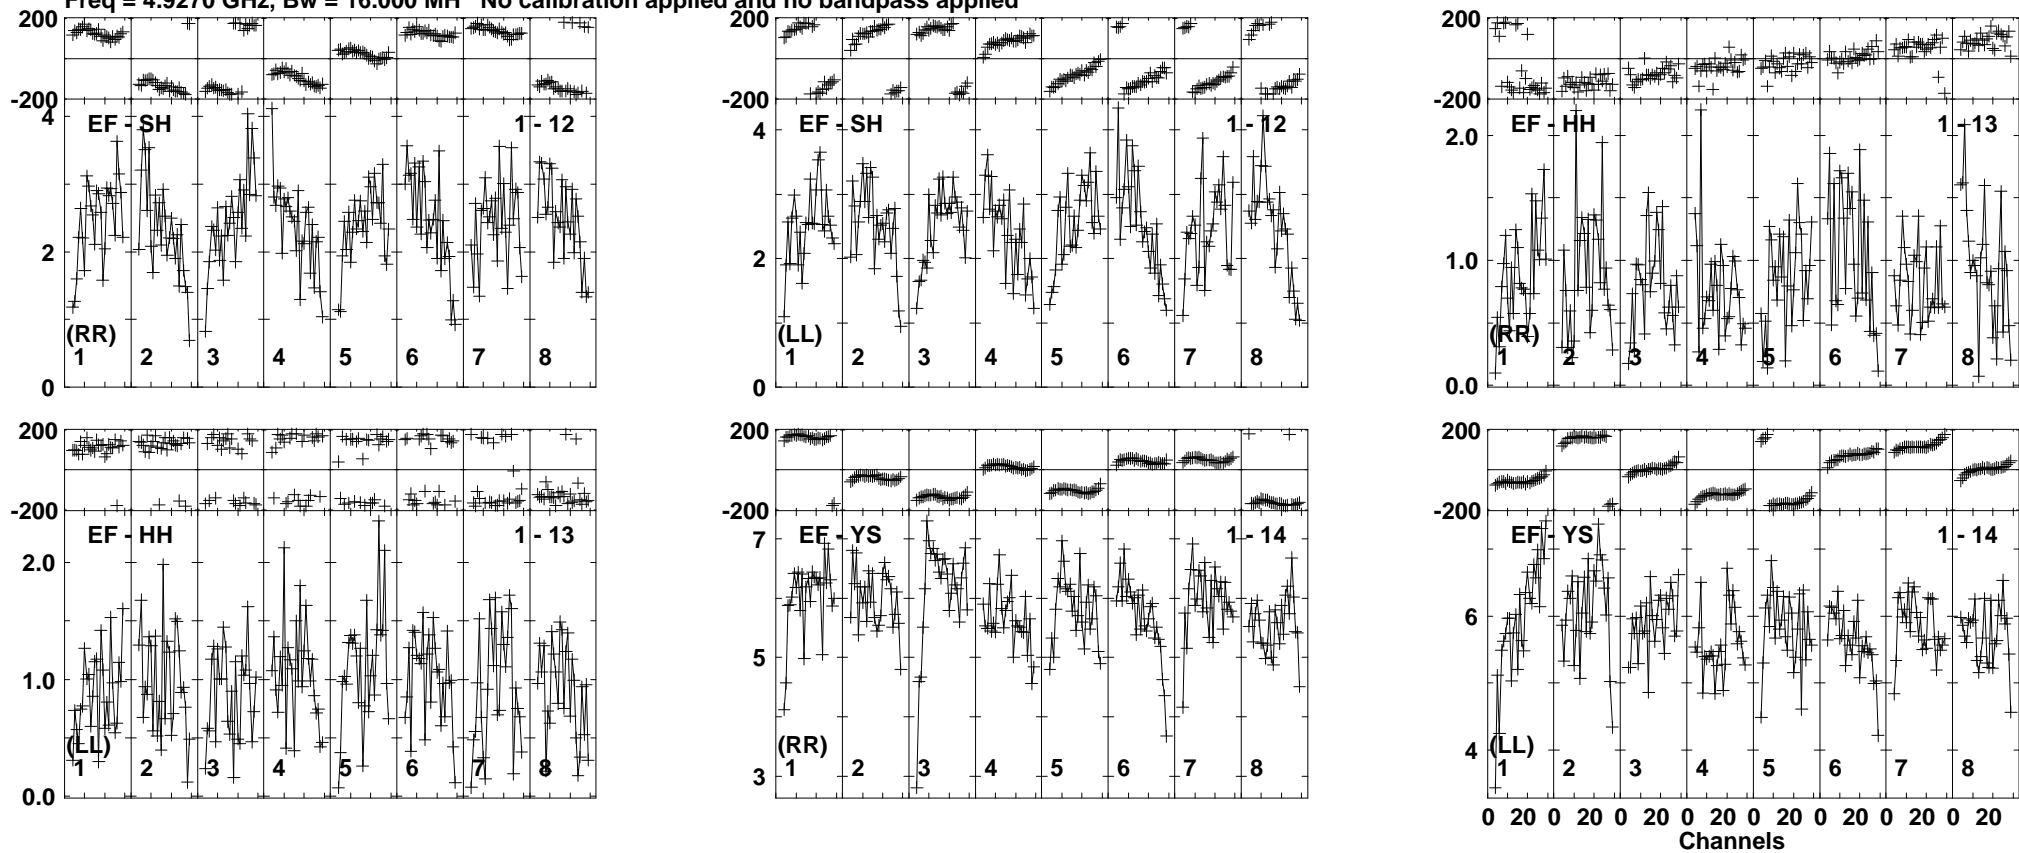 Freq = 4.9270 GHz, Bw = 16.000 MH No calibration applied and no bandpass applied
200
-200
4
2
0
EF - SH
1 - 12
(RR)
1 2 3 4 5 6 7 8
200
-200
4
2
0
EF - SH
1 - 12
(LL)
1 2 3 4 5 6 7 8
200
-200
2.0
1.0
0.0
EF - HH
1 - 13
(RR)
1 2 3 4 5 6 7 8
200
-200
2.0
1.0
0.0
EF - HH
1 - 13
(LL)
1 2 3 4 5 6 7 8
200
-200
7
5
3
EF - YS
1 - 14
(RR)
1 2 3 4 5 6 7 8
200
-200
6
4
EF - YS
1 - 14
(LL)
1 2 3 4 5 6 7 8
0 20 0 20 0 20 0 20 0 20 0 20 0 20 0 20
Channels